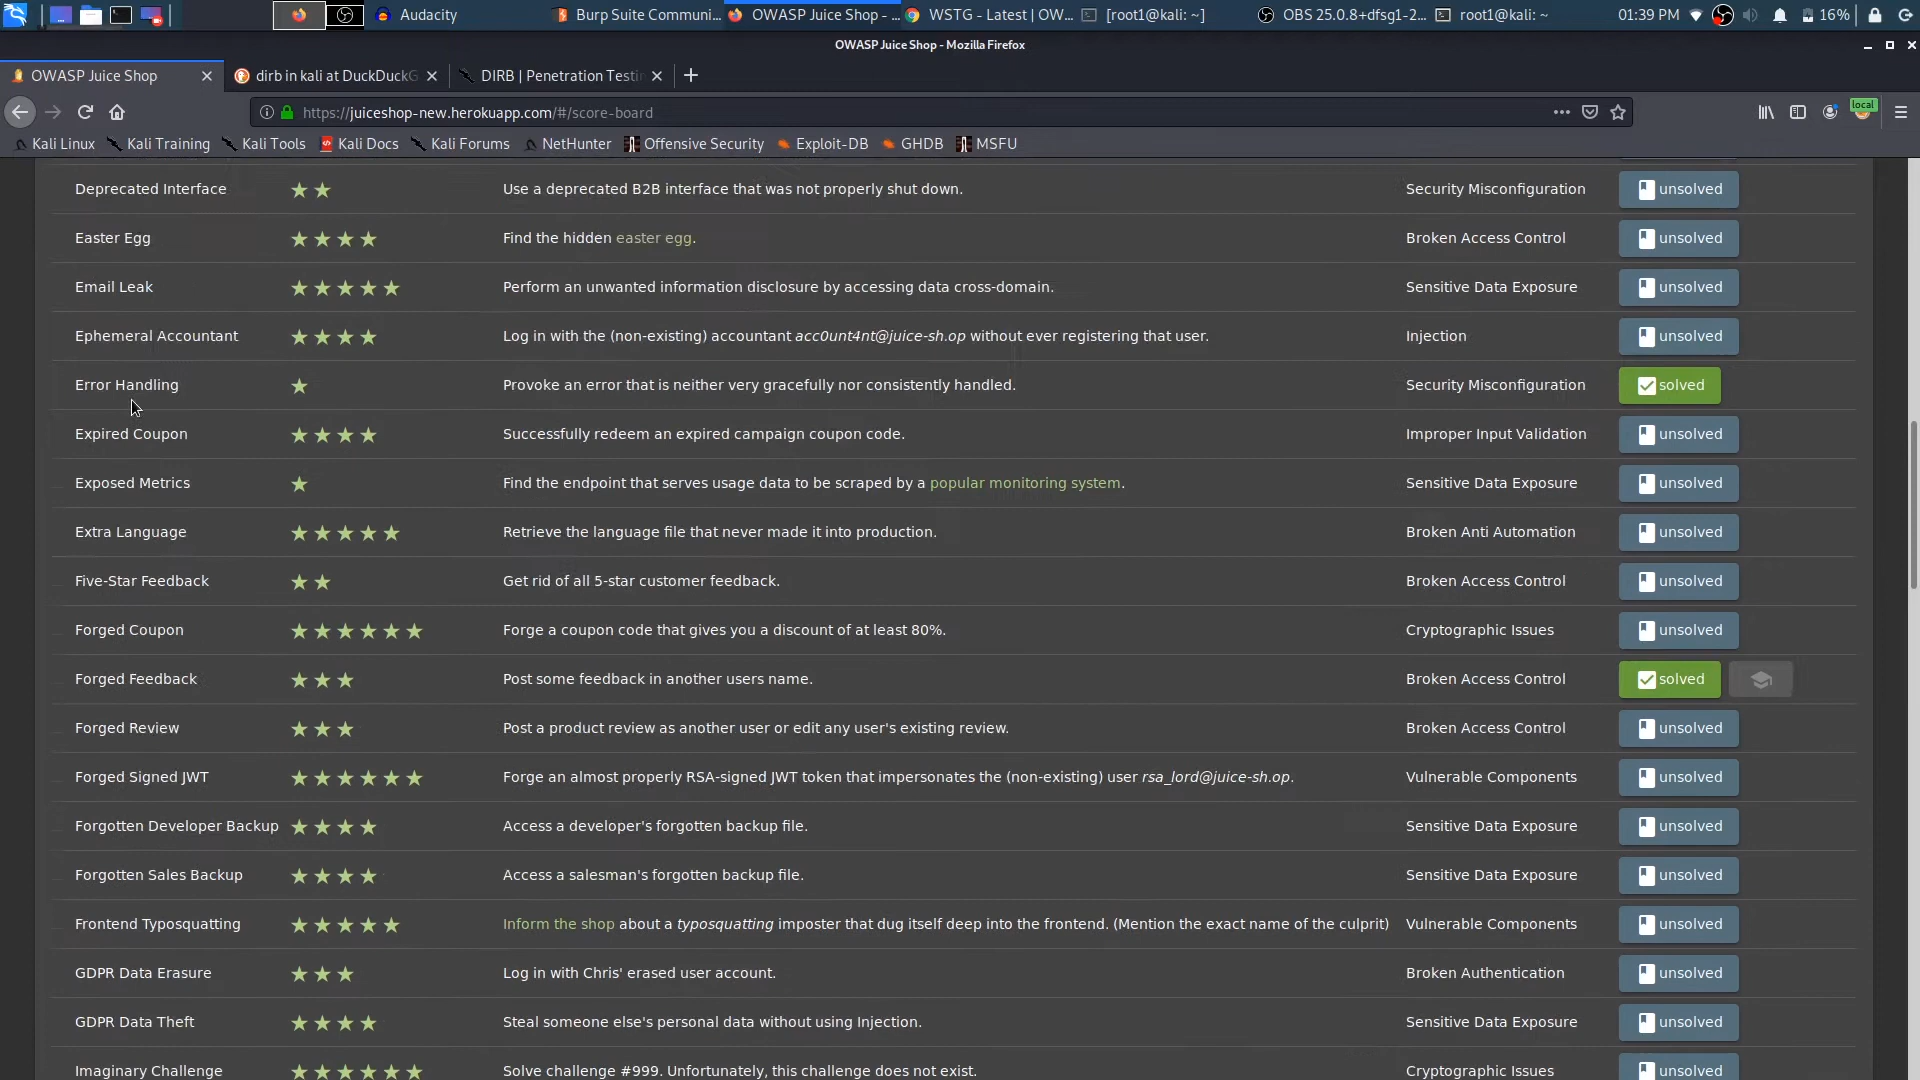 Audacity Burp Suite Communi... OWASP Juice Shop - ... WSTG - Latest | OW... [root1@kali: ~] OBS 25.0.8+dfsg1-2... root1@kali: ~ 01:39 PM 16%
OWASP Juice Shop - Mozilla Firefox
OWASP Juice Shop dirb in kali at DuckDuckG DIRB | Penetration Testi
https://juiceshop-new.herokuapp.com/#/score-board local
Kali Linux Kali Training Kali Tools Kali Docs Kali Forums NetHunter Offensive Security Exploit-DB GHDB MSFU
Deprecated Interface Use a deprecated B2B interface that was not properly shut down. Security Misconfiguration unsolved
Easter Egg Find the hidden easter egg. Broken Access Control unsolved
Email Leak Perform an unwanted information disclosure by accessing data cross-domain. Sensitive Data Exposure unsolved
Ephemeral Accountant Log in with the (non-existing) accountant acc0unt4nt@juice-sh.op without ever registering that user. Injection unsolved
Error Handling Provoke an error that is neither very gracefully nor consistently handled. Security Misconfiguration solved
Expired Coupon Successfully redeem an expired campaign coupon code. Improper Input Validation unsolved
Exposed Metrics Find the endpoint that serves usage data to be scraped by a popular monitoring system. Sensitive Data Exposure unsolved
Extra Language Retrieve the language file that never made it into production. Broken Anti Automation unsolved
Five-Star Feedback Get rid of all 5-star customer feedback. Broken Access Control unsolved
Forged Coupon Forge a coupon code that gives you a discount of at least 80%. Cryptographic Issues unsolved
Forged Feedback Post some feedback in another users name. Broken Access Control solved
Forged Review Post a product review as another user or edit any user's existing review. Broken Access Control unsolved
Forged Signed JWT Forge an almost properly RSA-signed JWT token that impersonates the (non-existing) user rsa_lord@juice-sh.op. Vulnerable Components unsolved
Forgotten Developer Backup Access a developer's forgotten backup file. Sensitive Data Exposure unsolved
Forgotten Sales Backup Access a salesman's forgotten backup file. Sensitive Data Exposure unsolved
Frontend Typosquatting Inform the shop about a typosquatting imposter that dug itself deep into the frontend. (Mention the exact name of the culprit) Vulnerable Components unsolved
GDPR Data Erasure Log in with Chris' erased user account. Broken Authentication unsolved
GDPR Data Theft Steal someone else's personal data without using Injection. Sensitive Data Exposure unsolved
Imaginary Challenge Solve challenge #999. Unfortunately, this challenge does not exist. Cryptographic Issues unsolved